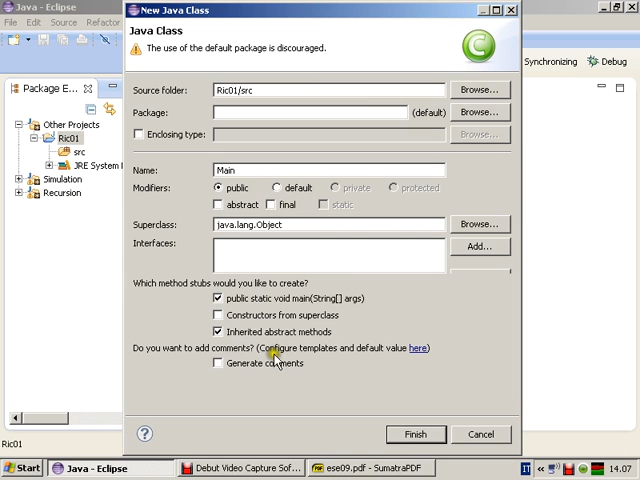 Java - Eclipse
New Java Class
File Edit Source Refactor
Java Class
The use of the default package is discouraged.
Synchronizing
Debug
Package E...
Source folder: Ric01/src Browse...
Package: (default) Browse...
Enclosing type: Browse...
Other Projects
Ric01
src
JRE System
Simulation
Recursion
Name: Main
Modifiers: public default private protected
abstract final static
Superclass: java.lang.Object Browse...
Interfaces: Add...
Which method stubs would you like to create?
public static void main(String[] args)
Constructors from superclass
Inherited abstract methods
Do you want to add comments? (Configure templates and default value here)
Generate comments
Finish Cancel
Ric01
Start
Java - Eclipse
Debut Video Capture Sof...
ese09.pdf - SumatraPDF
IT
14.07